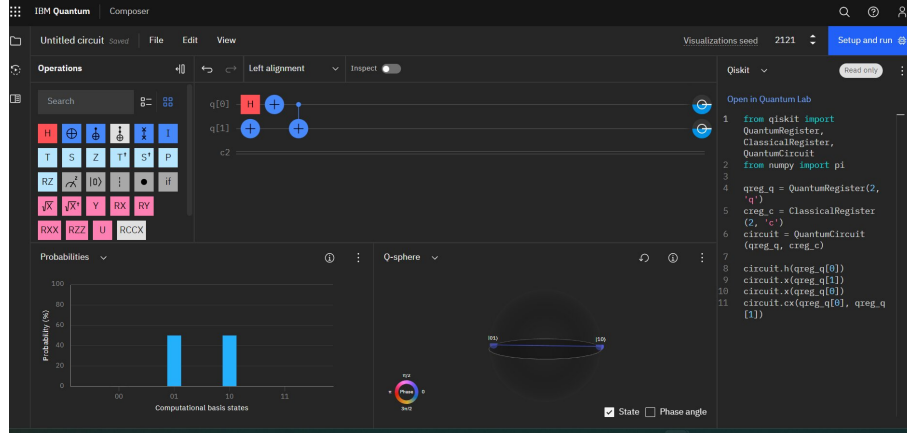 IBM Quantum Composer
Untitled circuit Saved File Edit View Visualizations seed 2121 Setup and run
Operations Left alignment Inspect
Search
H I
T S Z T† S† P
RZ |0⟩ if
√X √X† Y RX RY
RXX RZZ U RCCX
q[0] H
q[1]
c2
Qiskit Read only
Open in Quantum Lab
1 from qiskit import
QuantumRegister,
ClassicalRegister,
QuantumCircuit
2 from numpy import pi
3
4 qreg_q = QuantumRegister(2,
'q')
5 creg_c = ClassicalRegister
(2, 'c')
6 circuit = QuantumCircuit
(qreg_q, creg_c)
7
8 circuit.h(qreg_q[0])
9 circuit.x(qreg_q[1])
10 circuit.x(qreg_q[0])
11 circuit.cx(qreg_q[0], qreg_q
[1])
Probabilities
Probability (%)
100
80
60
40
20
0
00 01 10 11
Computational basis states
Q-sphere
|01⟩ |10⟩
π/2
π Phase 0
3π/2
State Phase angle